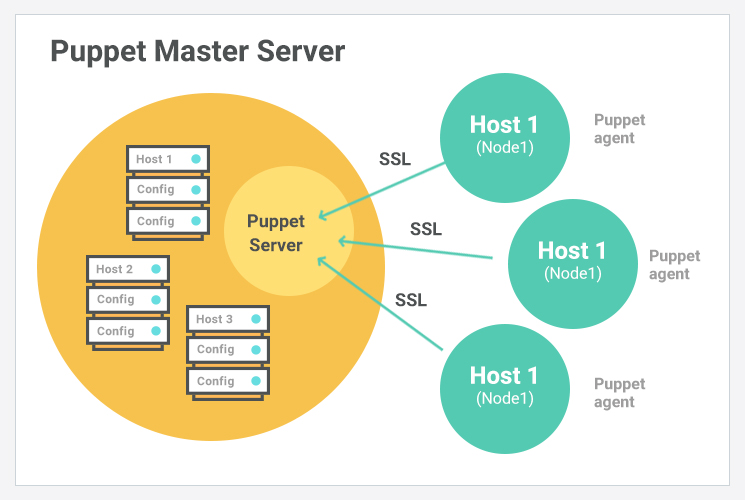 Puppet Master Server
Host 1
Config
Config
Host 2
Config
Config
Host 3
Config
Config
Puppet
Server
SSL
SSL
SSL
Host 1
(Node1)
Puppet
agent
Host 1
(Node1)
Puppet
agent
Host 1
(Node1)
Puppet
agent